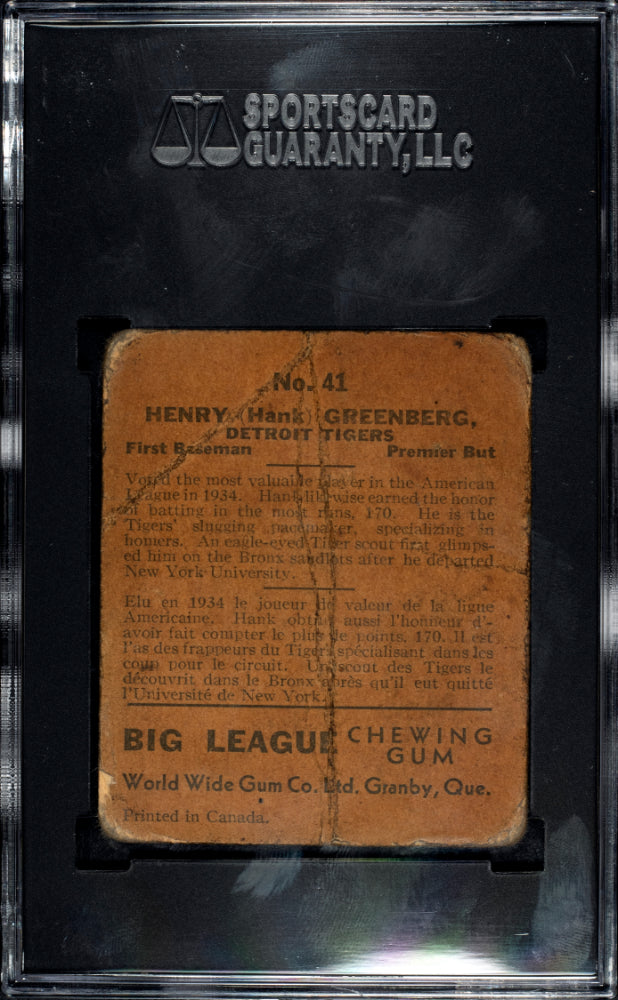 SPORTSCARD
GUARANTY, LLC
No. 41
HENRY (Hank) GREENBERG,
DETROIT TIGERS
First Baseman Premier But
Voted the most valuable player in the American
League in 1934. Hank likewise earned the honor
of batting in the most runs, 170. He is the
Tigers' slugging pacemaker, specializing in
homers. An eagle-eyed Tiger scout first glimps-
ed him on the Bronx sandlots after he departed
New York University.
Elu en 1934 le joueur de valeur de la ligue
Americaine. Hank obtint aussi l'honneur d'-
avoir fait compter le plus de points, 170. Il est
l'as des frappeurs du Tiger, spécialisant dans les
coup pour le circuit. Un scout des Tigers le
découvrit dans le Bronx après qu'il eut quitté
l'Université de New York.
BIG LEAGUE CHEWING
GUM
World Wide Gum Co. Ltd. Granby, Que.
Printed in Canada.